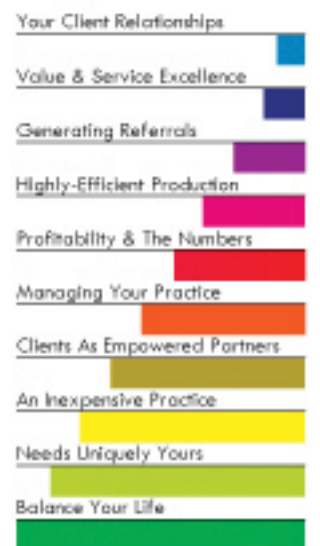 Your Client Relationships
Value & Service Excellence
Generating Referrals
Highly-Efficient Production
Profitability & The Numbers
Managing Your Practice
Clients As Empowered Partners
An Inexpensive Practice
Needs Uniquely Yours
Balance Your Life